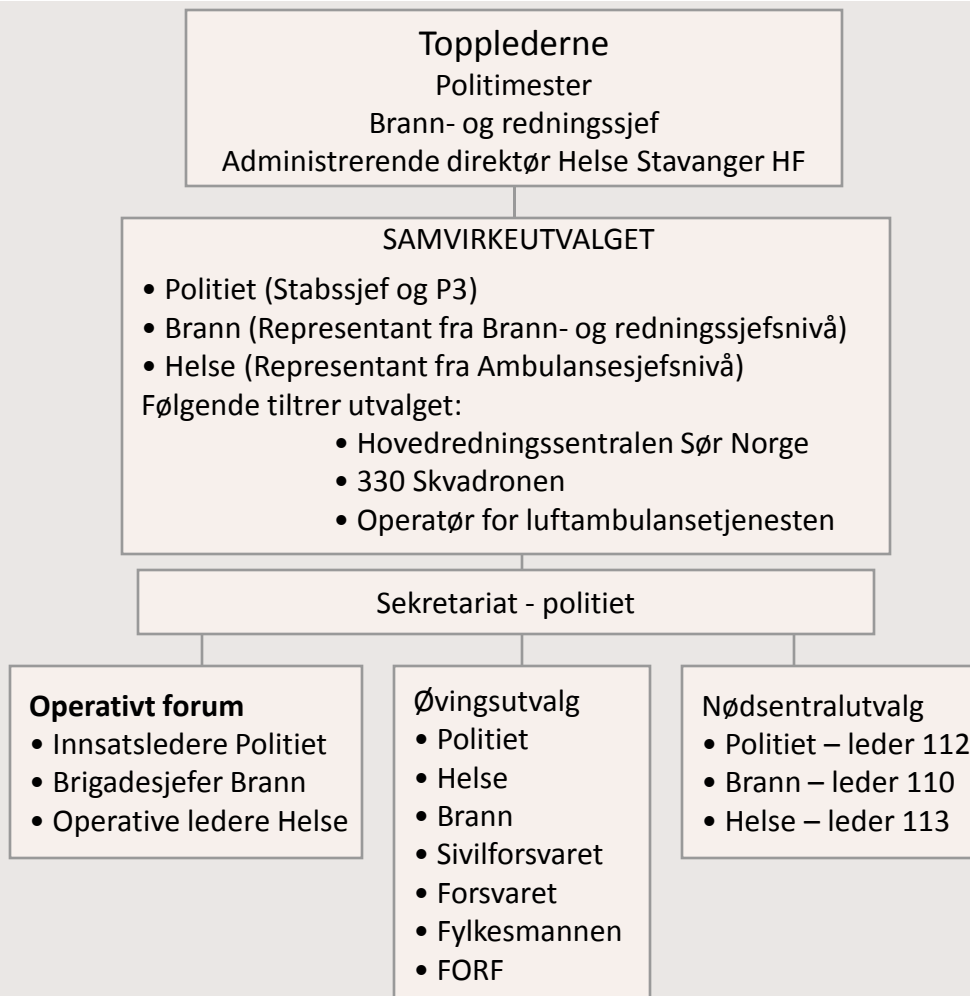 Topplederne
Politimester
Brann- og redningssjef
Administrerende direktør Helse Stavanger HF
SAMVIRKEUTVALGET
• Politiet (Stabssjef og P3)
• Brann (Representant fra Brann- og redningssjefsnivå)
• Helse (Representant fra Ambulansesjefsnivå)
Følgende tiltrer utvalget:
• Hovedredningssentralen Sør Norge
• 330 Skvadronen
• Operatør for luftambulansetjenesten
Sekretariat - politiet
Operativt forum
• Innsatsledere Politiet
• Brigadesjefer Brann
• Operative ledere Helse
Øvingsutvalg
• Politiet
• Helse
• Brann
• Sivilforsvaret
• Forsvaret
• Fylkesmannen
• FORF
Nødsentralutvalg
• Politiet – leder 112
• Brann – leder 110
• Helse – leder 113